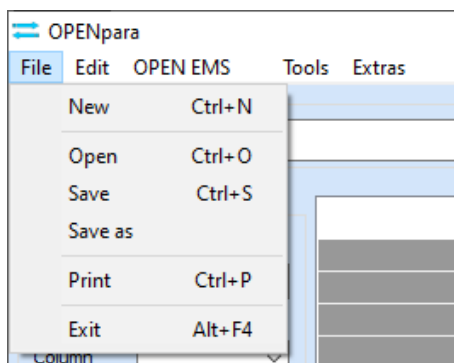 OPENpara
File Edit OPEN EMS Tools Extras
New Ctrl+N
Open Ctrl+O
Save Ctrl+S
Save as
Print Ctrl+P
Exit Alt+F4
Column